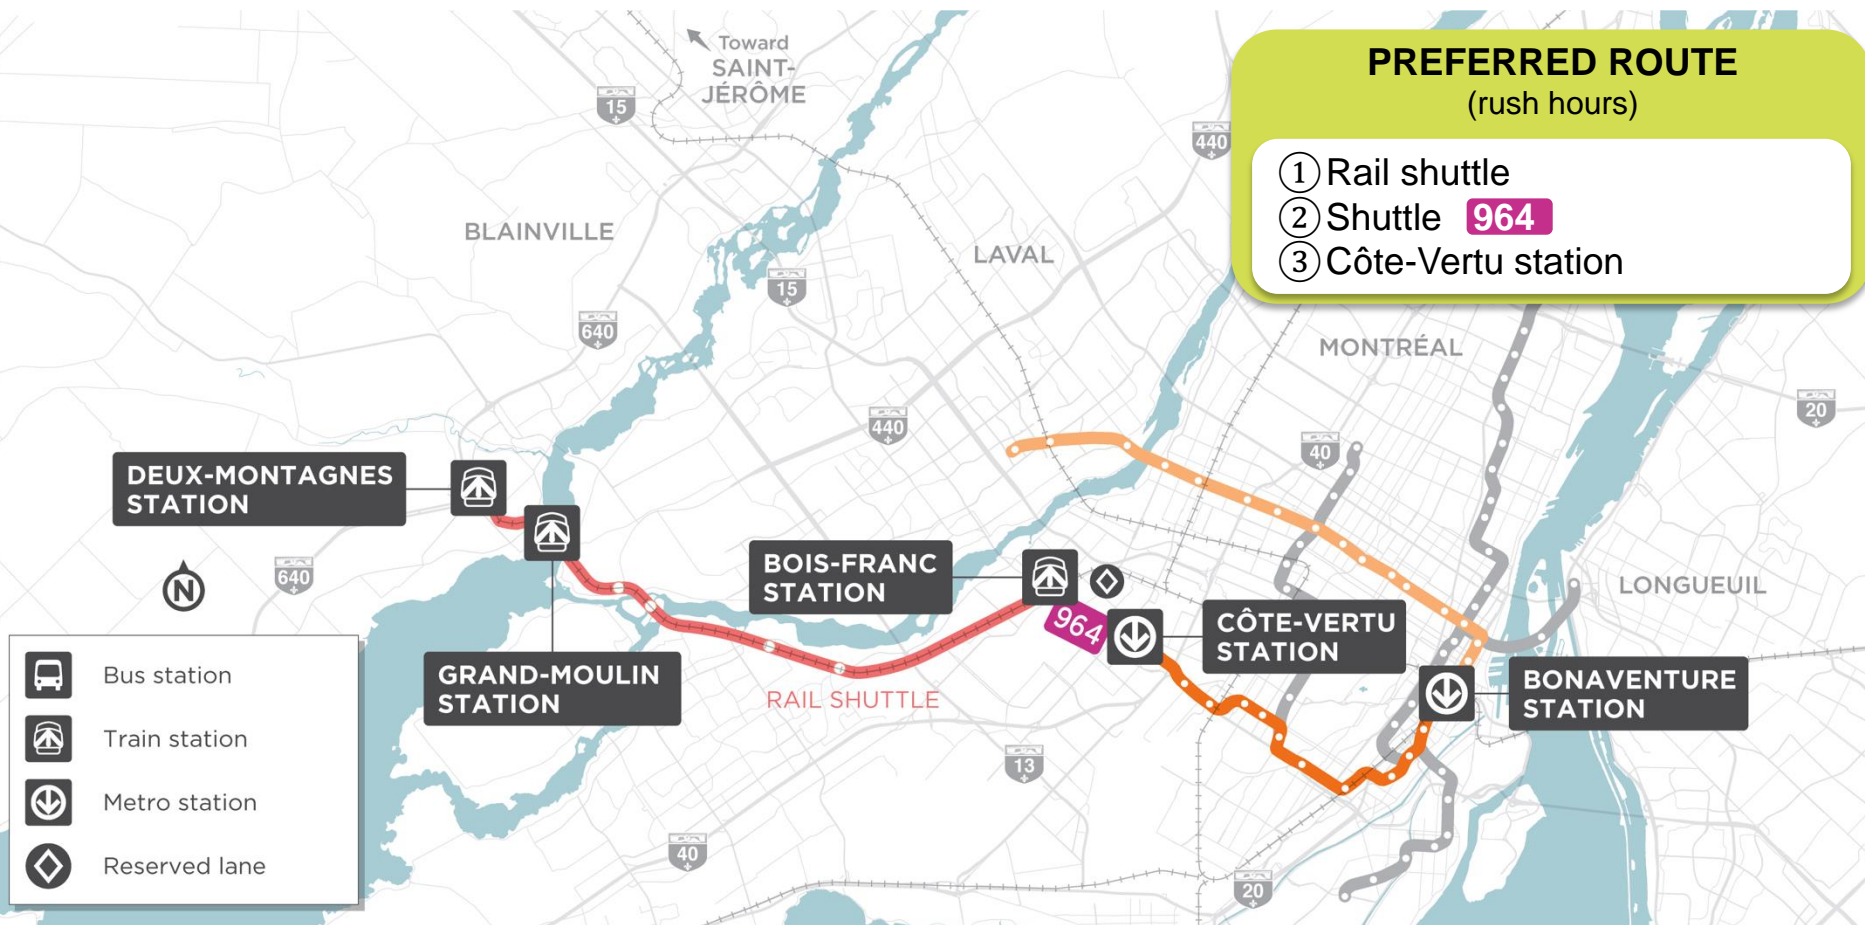 Toward
SAINT-
JÉRÔME
PREFERRED ROUTE
(rush hours)
① Rail shuttle
② Shuttle 964
③ Côte-Vertu station
15
440
BLAINVILLE
LAVAL
15
640
MONTRÉAL
20
440
40
DEUX-MONTAGNES
STATION
640
N
BOIS-FRANC
STATION
LONGUEUIL
964
CÔTE-VERTU
STATION
GRAND-MOULIN
STATION
RAIL SHUTTLE
BONAVENTURE
STATION
13
40
20
Bus station
Train station
Metro station
Reserved lane